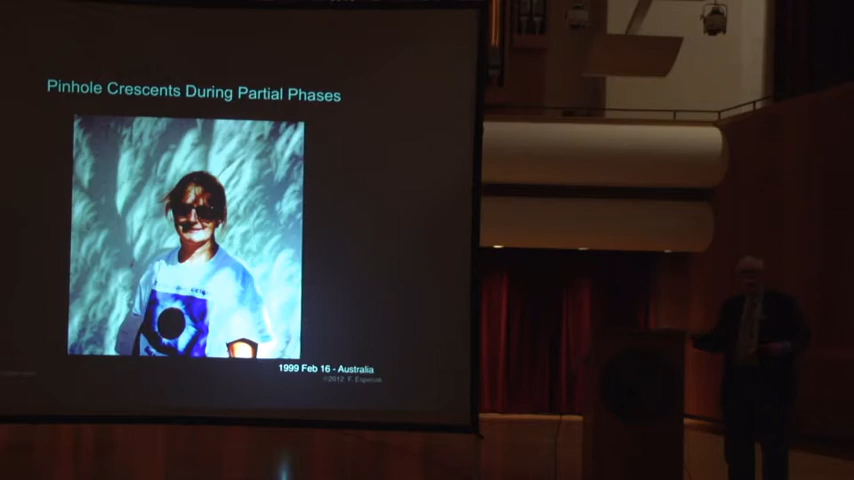 Pinhole Crescents During Partial Phases
1999 Feb 16 - Australia
©2012 F. Espenak